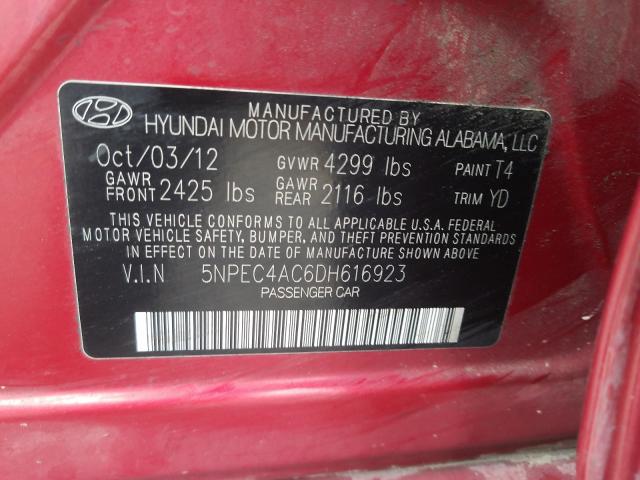 MANUFACTURED BY
HYUNDAI MOTOR MANUFACTURING ALABAMA, LLC
Oct/03/12 GVWR 4299 lbs PAINT T4
GAWR FRONT 2425 lbs GAWR REAR 2116 lbs TRIM YD
THIS VEHICLE CONFORMS TO ALL APPLICABLE U.S.A. FEDERAL
MOTOR VEHICLE SAFETY, BUMPER, AND THEFT PREVENTION STANDARDS
IN EFFECT ON THE DATE OF MANUFACTURE SHOWN ABOVE
V.I.N 5NPEC4AC6DH616923
PASSENGER CAR